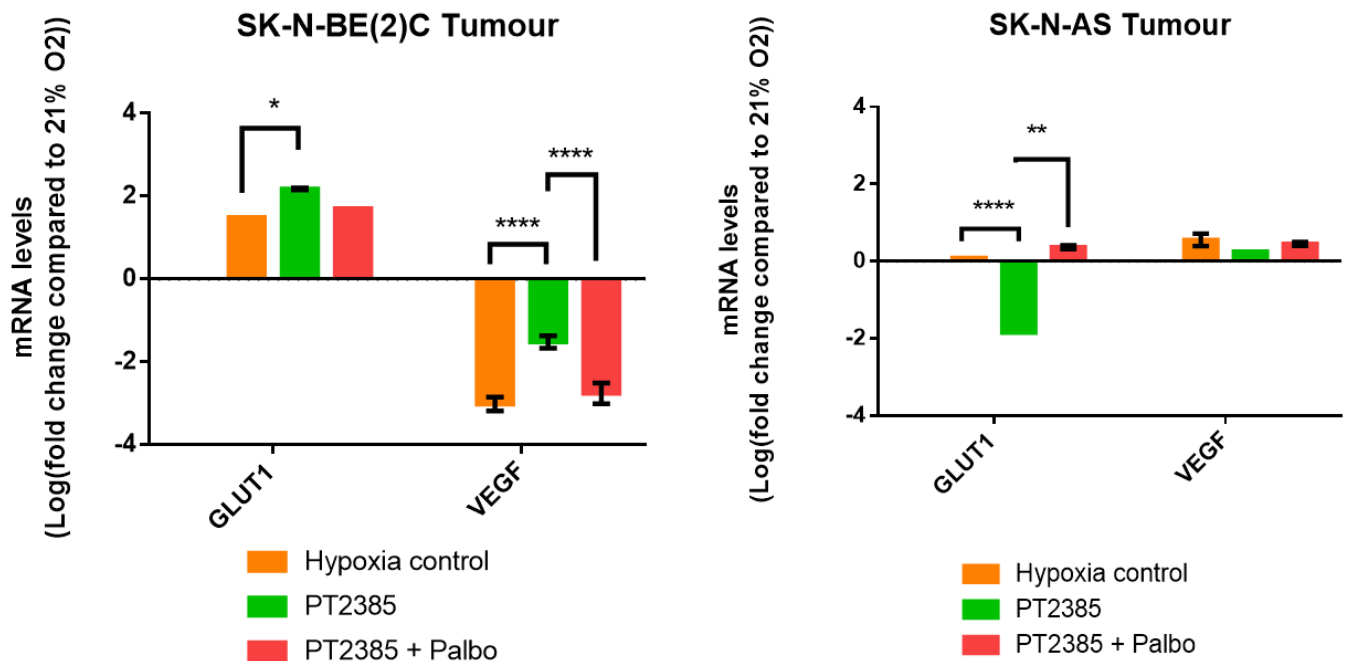 SK-N-BE(2)C Tumour
mRNA levels
(Log(fold change compared to 21% O2))
4
2
0
-2
-4
*
****
****
GLUT1
VEGF
Hypoxia control
PT2385
PT2385 + Palbo
SK-N-AS Tumour
mRNA levels
(Log(fold change compared to 21% O2))
4
2
0
-2
-4
****
**
GLUT1
VEGF
Hypoxia control
PT2385
PT2385 + Palbo